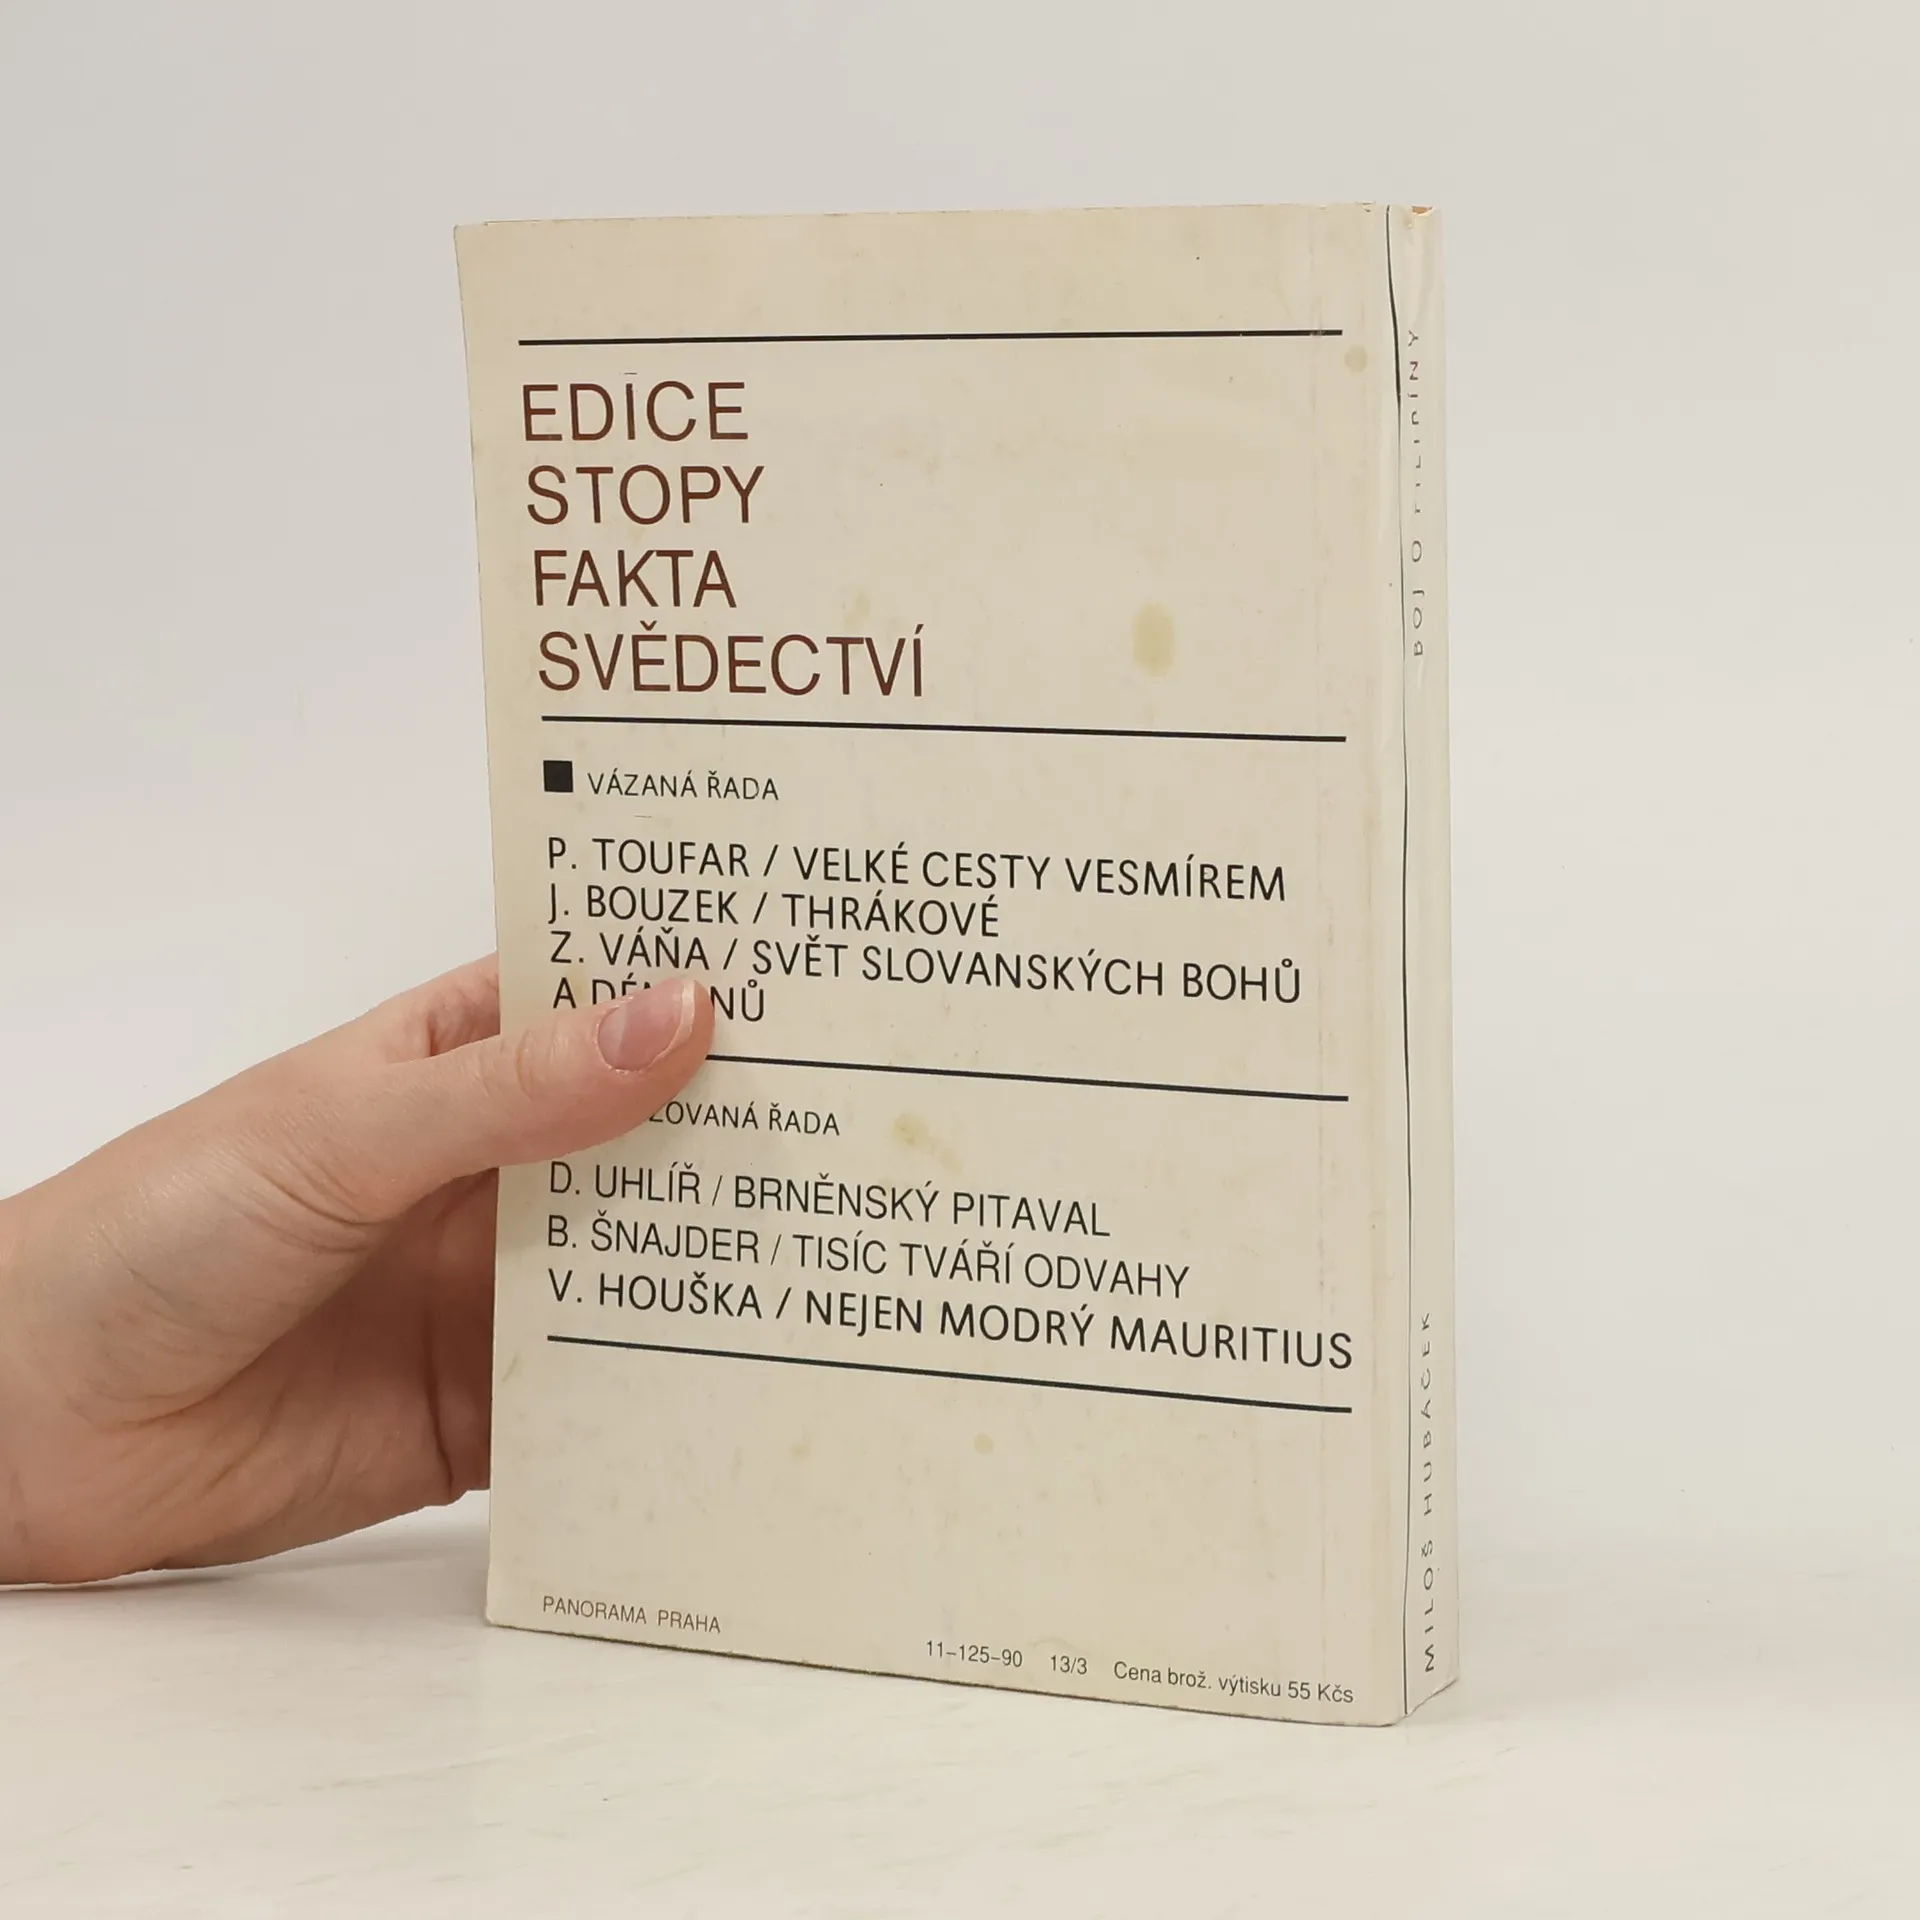 EDICE
STOPY
FAKTA
SVĚDECTVÍ
VÁZANÁ ŘADA
P. TOUFAR / VELKÉ CESTY VESMÍREM
J. BOUZEK / THRÁKOVÉ
Z. VÁŇA / SVĚT SLOVANSKÝCH BOHŮ
A
ŘADA
D. UHLÍŘ / BRNĚNSKÝ PITAVAL
B. ŠNAJDER / TISÍC TVÁŘÍ ODVAHY
V. HOUŠKA / NEJEN MODRÝ MAURITIUS
PANORAMA PRAHA
11–125–90 13/3 Cena brož. výtisku 55 Kčs
MILOŠ HUBÁČEK
BOJ O FILIPÍNY